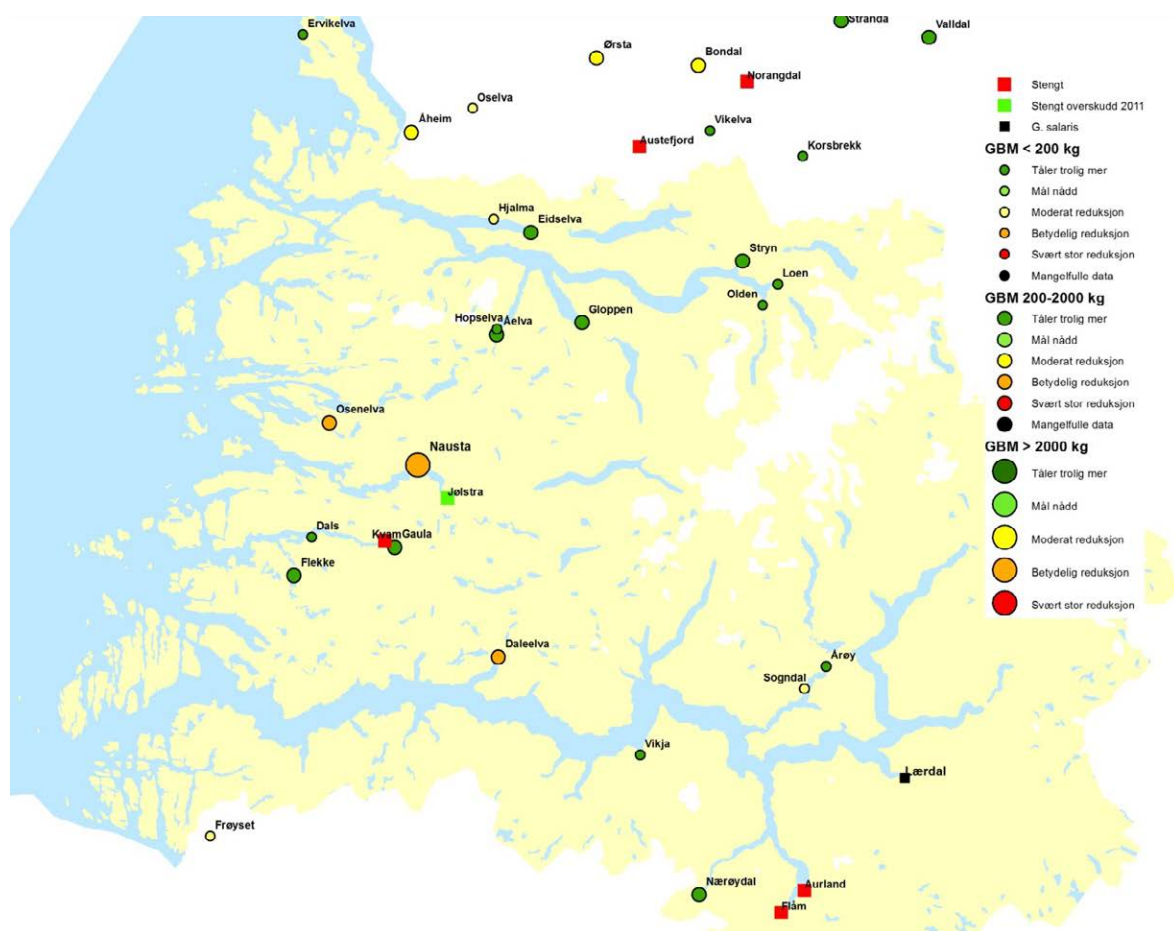 Ervikelva
Stranda
Valldal
Ørsta
Bondal
Norangdal
Oselva
Åheim
Vikelva
Austefjord
Korsbrekk
Hjalma
Eidselva
Stryn
Loen
Olden
Gloppen
Hopselva
Åelva
Osenelva
Nausta
Jølstra
Dals
KvamGaula
Flekke
Daleelva
Årøy
Sogndal
Vikja
Lærdal
Frøyset
Nærøydal
Aurland
Flåm
Stengt
Stengt overskudd 2011
G. salaris
GBM < 200 kg
Tåler trolig mer
Mål nådd
Moderat reduksjon
Betydelig reduksjon
Svært stor reduksjon
Mangelfulle data
GBM 200-2000 kg
Tåler trolig mer
Mål nådd
Moderat reduksjon
Betydelig reduksjon
Svært stor reduksjon
Mangelfulle data
GBM > 2000 kg
Tåler trolig mer
Mål nådd
Moderat reduksjon
Betydelig reduksjon
Svært stor reduksjon